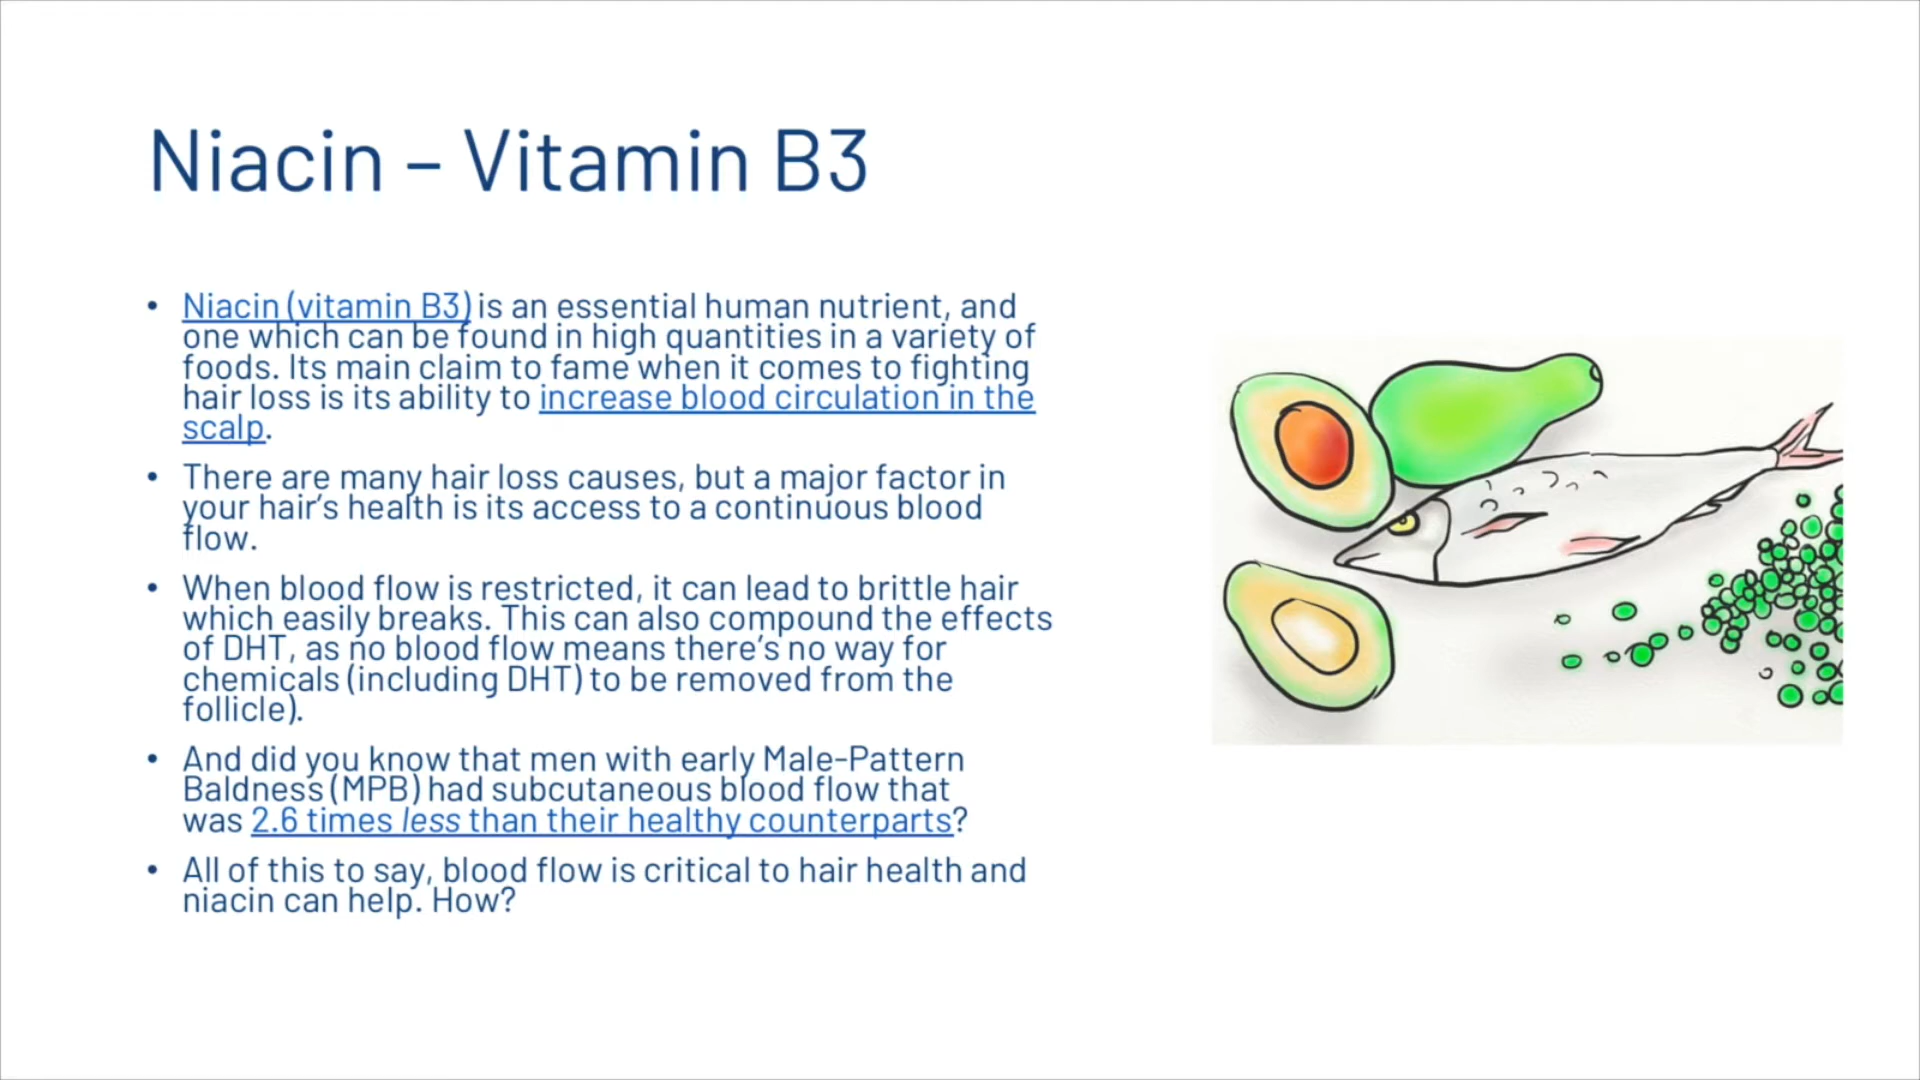 Niacin – Vitamin B3
• Niacin (vitamin B3) is an essential human nutrient, and
one which can be found in high quantities in a variety of
foods. Its main claim to fame when it comes to fighting
hair loss is its ability to increase blood circulation in the
scalp.
• There are many hair loss causes, but a major factor in
your hair’s health is its access to a continuous blood
flow.
• When blood flow is restricted, it can lead to brittle hair
which easily breaks. This can also compound the effects
of DHT, as no blood flow means there’s no way for
chemicals (including DHT) to be removed from the
follicle).
• And did you know that men with early Male-Pattern
Baldness (MPB) had subcutaneous blood flow that
was 2.6 times less than their healthy counterparts?
• All of this to say, blood flow is critical to hair health and
niacin can help. How?